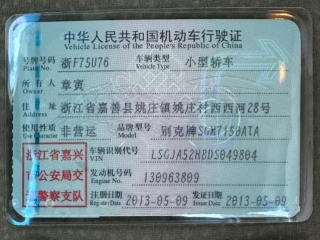 中华人民共和国机动车行驶证
Vehicle License of the People's Republic of China
号牌号码 浙F75U76 车辆类型 小型轿车
Plate No. Vehicle Type
所有人 章寅
Owner
住址 浙江省嘉善县姚庄镇姚庄村西西河28号
Address
使用性质 非营运 品牌型号 别克牌SGM7150ATA
Use Character Model
浙江省嘉兴 车辆识别代号 LSGJA52H8DS049804
VIN
市公安局交 发动机号码 130963809
Engine No.
通警察支队 注册日期 2013-05-09 发证日期 2013-05-09
Register Date Issue Date